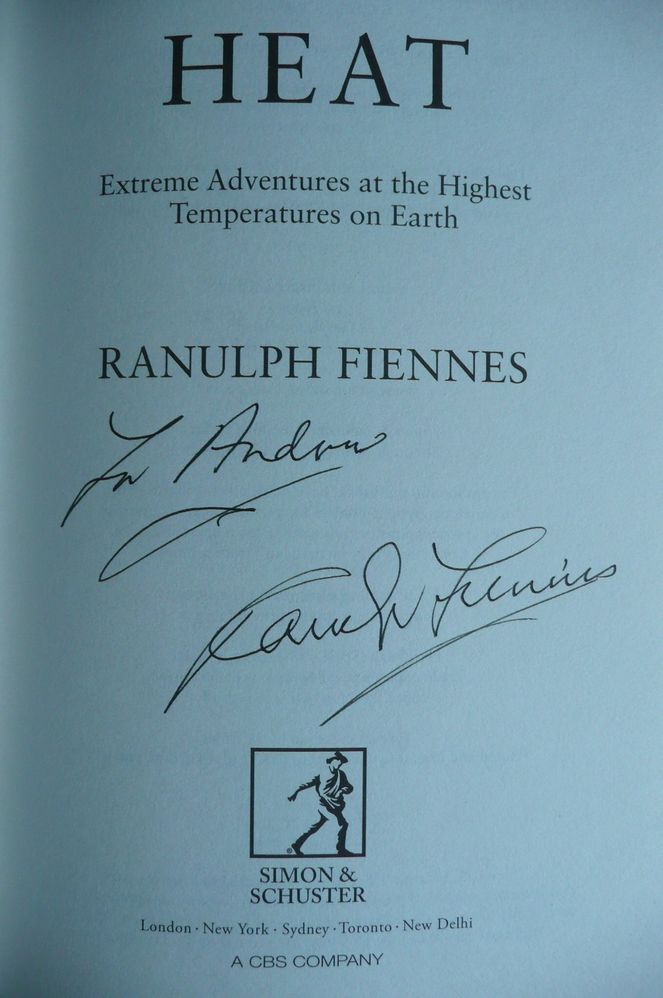 HEAT
Extreme Adventures at the Highest
Temperatures on Earth
RANULPH FIENNES
To Andrew
Ranulph Fiennes
®
SIMON &
SCHUSTER
London · New York · Sydney · Toronto · New Delhi
A CBS COMPANY